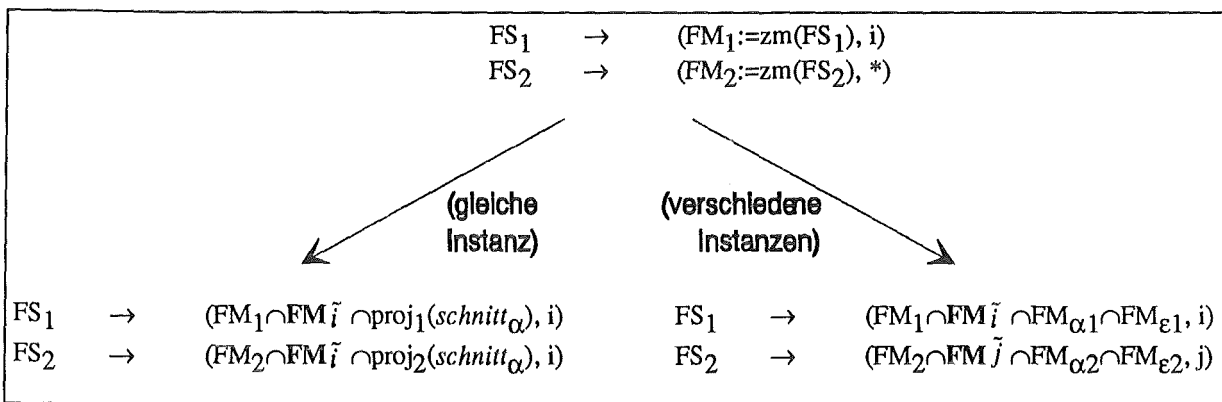 FS₁ → (FM₁:=zm(FS₁), i)
FS₂ → (FM₂:=zm(FS₂), *)
(gleiche Instanz)
(verschiedene Instanzen)
FS₁ → (FM₁∩FM ĩ ∩proj₁(schnitt_α), i)
FS₂ → (FM₂∩FM ĩ ∩proj₂(schnitt_α), i)
FS₁ → (FM₁∩FM ĩ ∩FM_α1∩FM_ε1, i)
FS₂ → (FM₂∩FM j̃ ∩FM_α2∩FM_ε2, j)